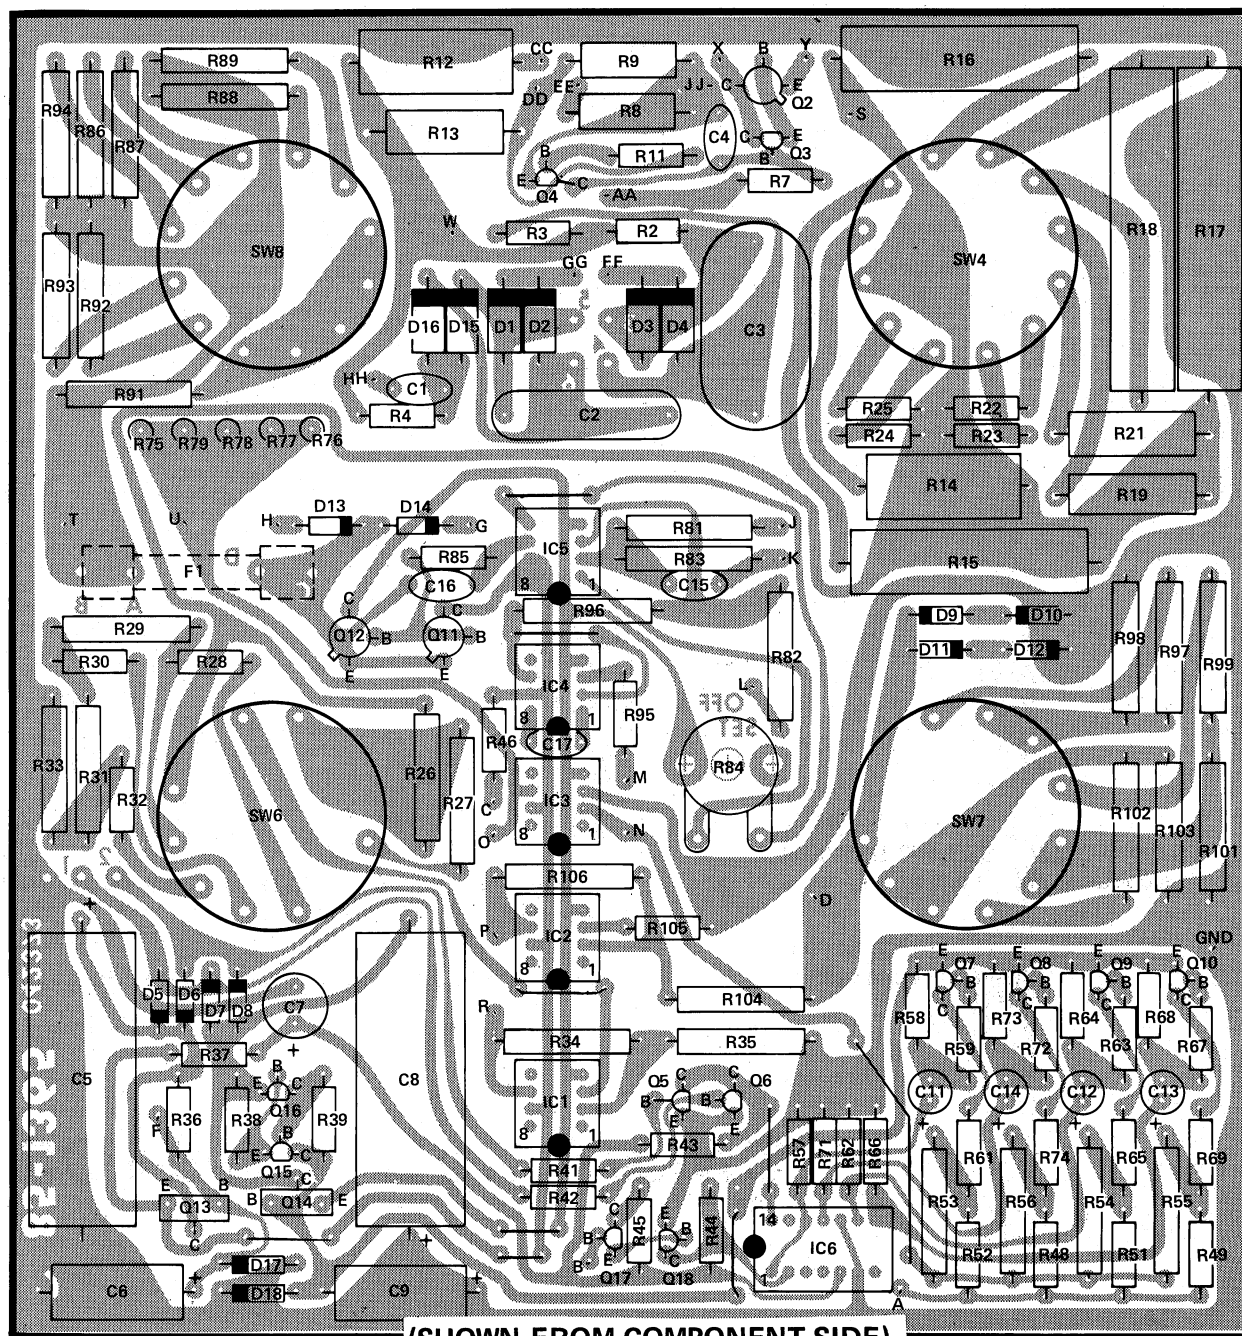 CC X B Y
R89 R12 R9 R16
EE JJ C E
R94 R86 R87 R88 DD R8 Q2 S
R13 C4 C E
B R11 B Q3
E C R7
Q4 AA
W R3 R2 R18 R17
SW8 GG FF SW4
R93 R92
D16 D15 D1 D2 D3 D4 C3
HH C1
R91 R4 C2 R25 R22
R75 R79 R78 R77 R76 R24 R23 R21
R14 R19
D13 D14
T U H G R81 J
IC5
R85 R83 K R15
F1 C16 8 1 C15
C C R96 D9 D10
R29 Q12 B Q11 B R98 R97 R99
R30 R28 E E R82 D11 D12
IC4 L
OFF
SET
R33 R31 R32 R26 R46 8 1 R95
C17
R27 R84
M
SW6 C IC3 SW7 R102 R103 R101
O 8 1 N
1 2
R106
+ D
P IC2 R105
GND
8 1 E Q7 E Q8 E Q9 E Q10
B B B B
C C C C
D5 D6 D7 D8 C7 R R104 R58 R73 R64 R68
+
R37 R34 R35 R59 R72 R63 R67
C5 B C8 C C
E C Q5 Q6
R36 R38 Q16 R39 IC1 B B C11 C14 C12 C13
E E
F B 8 1 + + + +
E R43 R57 R71 R62 R66
Q15 C R41 R61 R74 R65 R69
E B B Q14 E R42 R53 R56 R54 R55
Q13 C E R45 R44 14
C + B B IC6
E C R52 R48 R51 R49
D17 B Q17 Q18 1
C6 + D18 C9 + A
(SHOWN FROM COMPONENT SIDE)